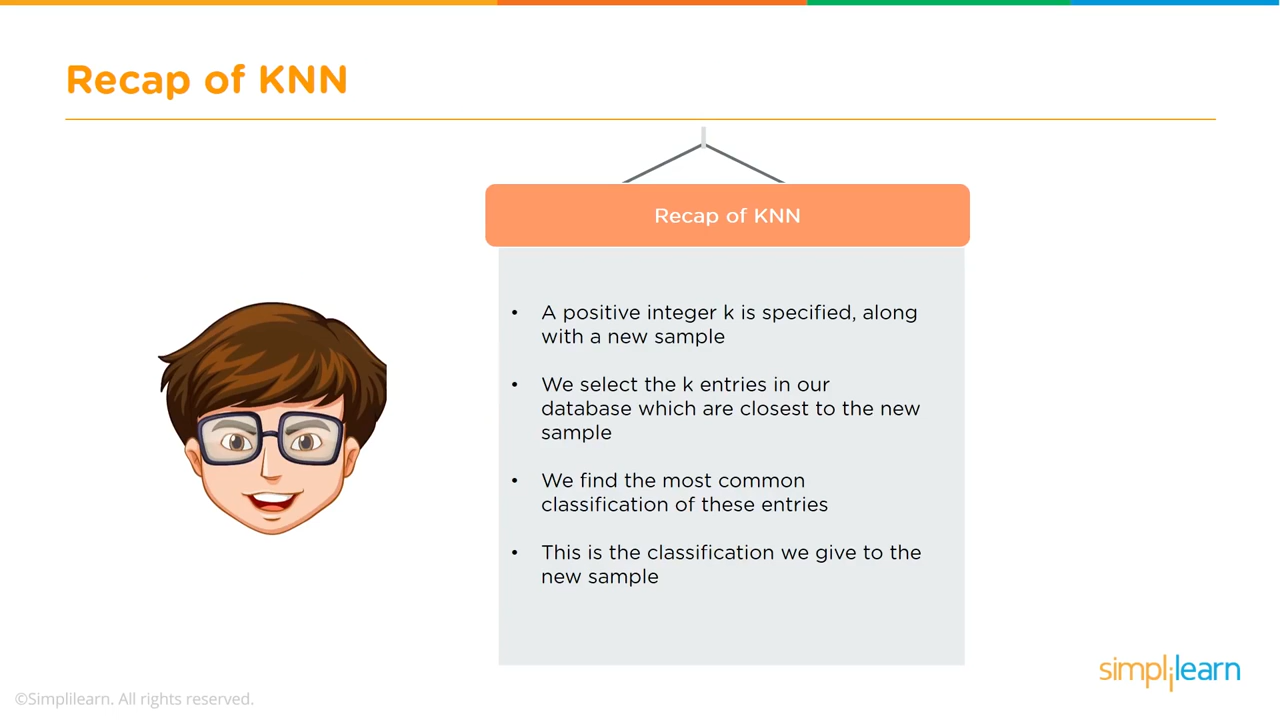 Recap of KNN
Recap of KNN
• A positive integer k is specified, along
with a new sample
• We select the k entries in our
database which are closest to the new
sample
• We find the most common
classification of these entries
• This is the classification we give to the
new sample
simplilearn
©Simplilearn. All rights reserved.